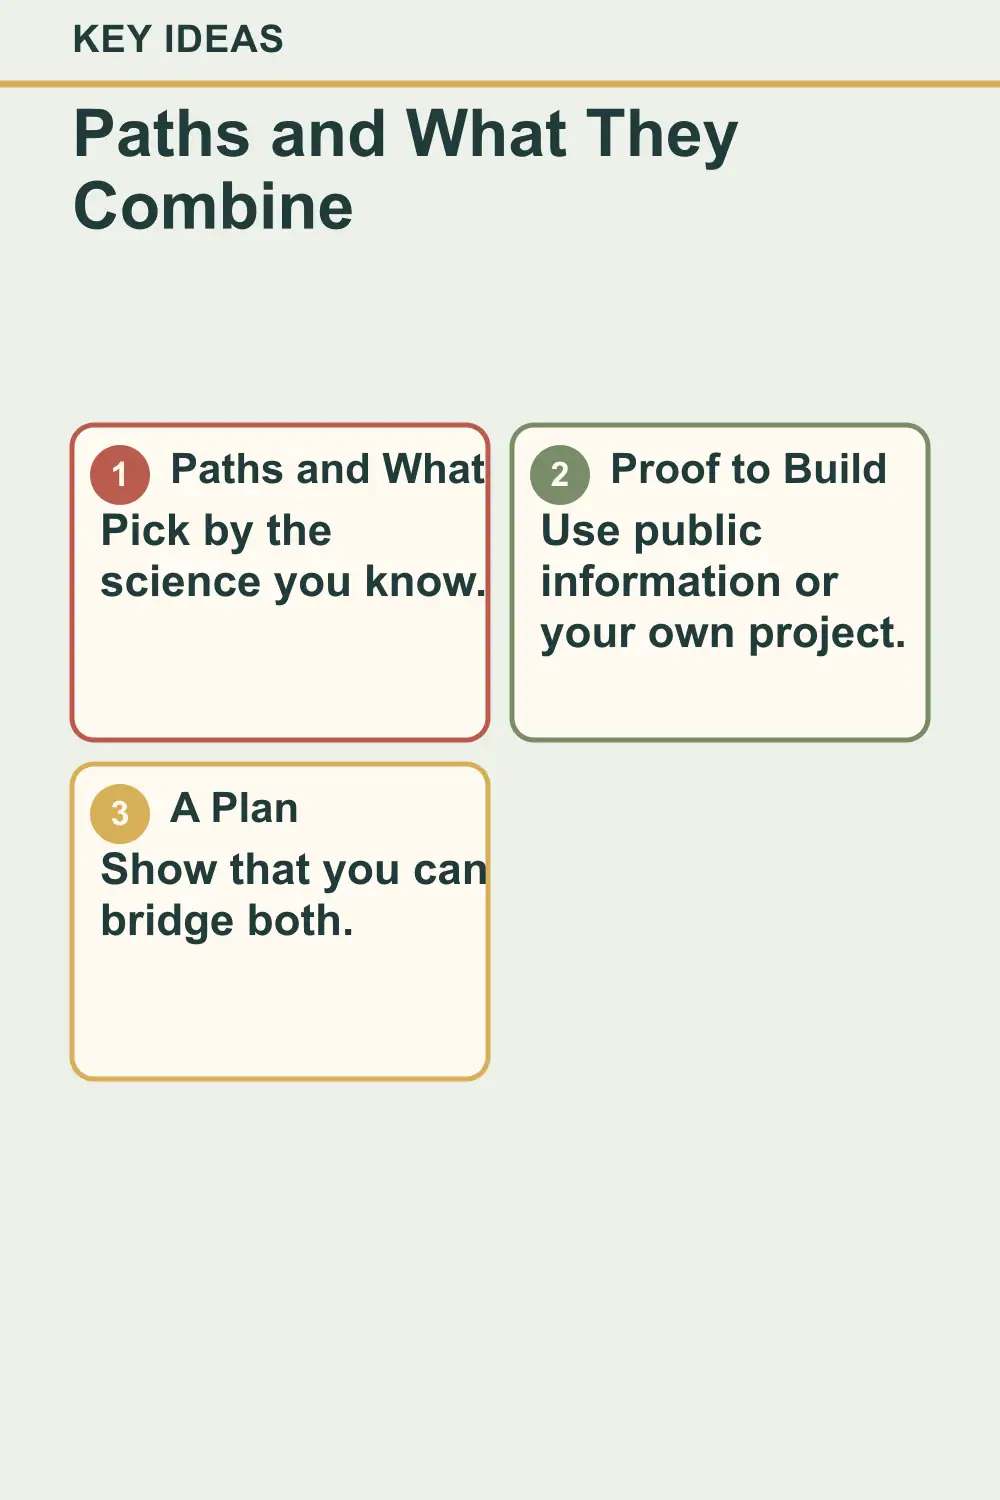 KEY IDEAS
Paths and What They
Combine
1
Paths and What
Pick by the
science you know.
2
Proof to Build
Use public
information or
your own project.
3
A Plan
Show that you can
bridge both.